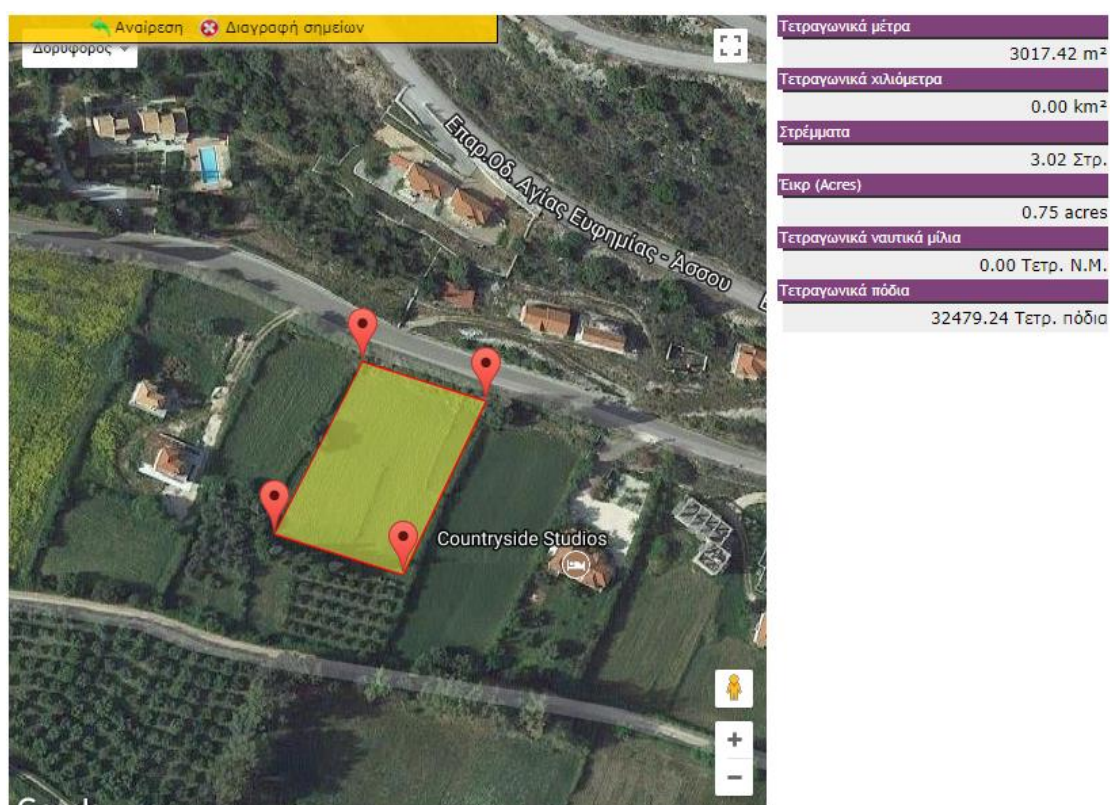 Αναίρεση Διαγραφή σημείων
Δορυφόρος
Επαρ.Οδ. Αγίας Ευφημίας - Άσσου
Countryside Studios
Τετραγωνικά μέτρα
3017.42 m²
Τετραγωνικά χιλιόμετρα
0.00 km²
Στρέμματα
3.02 Στρ.
Έικρ (Acres)
0.75 acres
Τετραγωνικά ναυτικά μίλια
0.00 Τετρ. Ν.Μ.
Τετραγωνικά πόδια
32479.24 Τετρ. πόδια